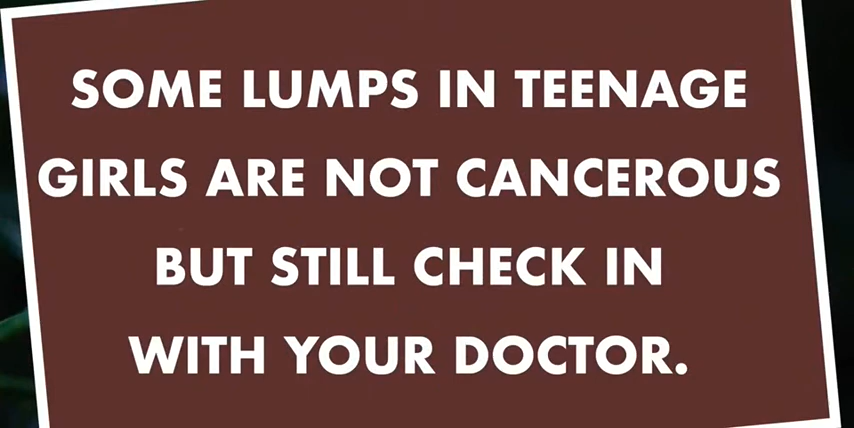 SOME LUMPS IN TEENAGE
GIRLS ARE NOT CANCEROUS
BUT STILL CHECK IN
WITH YOUR DOCTOR.